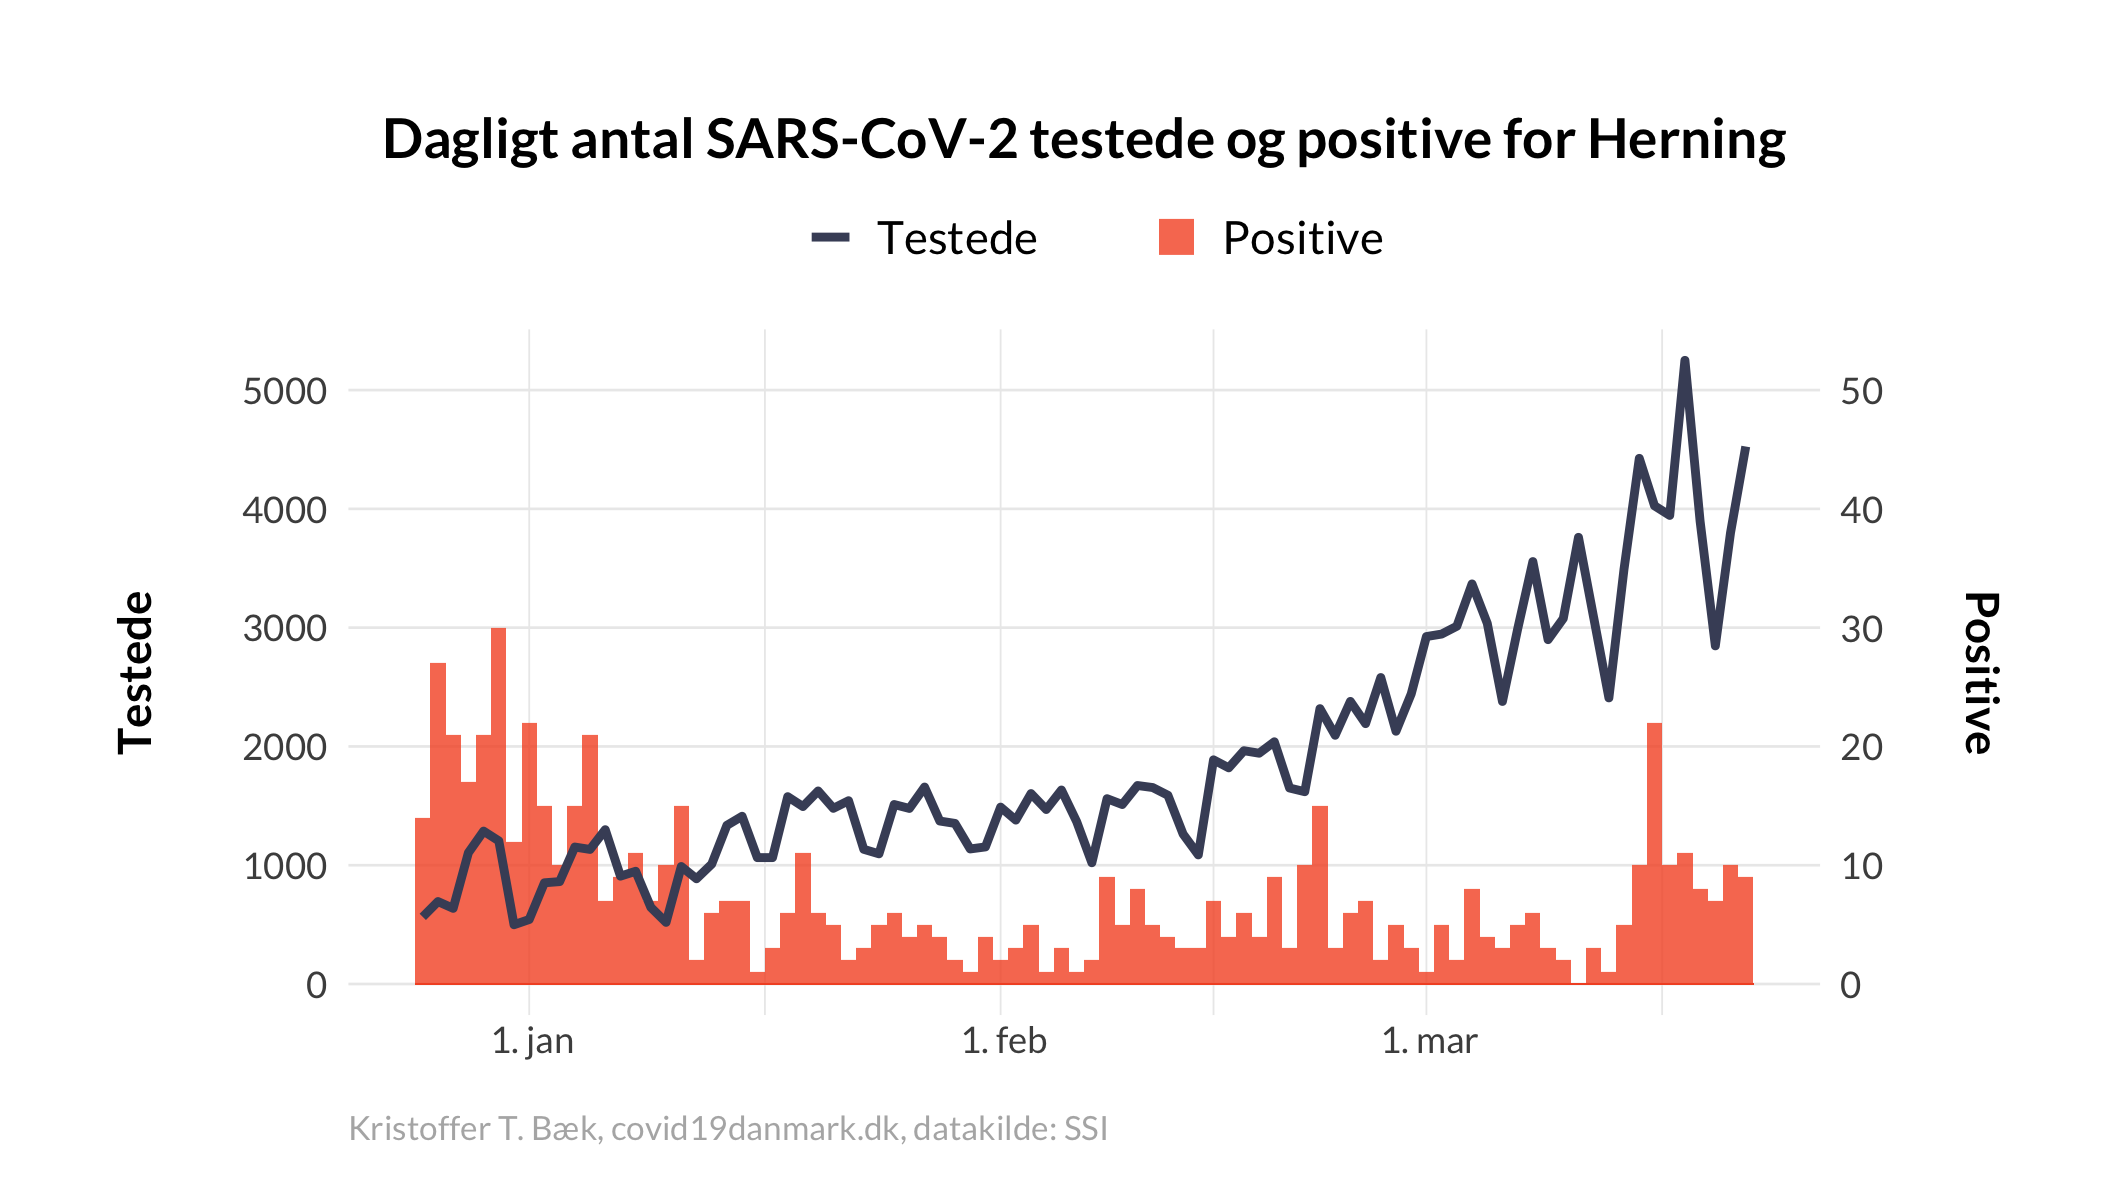 Dagligt antal SARS-CoV-2 testede og positive for Herning
Testede Positive
5000 50
4000 40
3000 30
2000 20
1000 10
0 0
Testede
Positive
1. jan 1. feb 1. mar
Kristoffer T. Bæk, covid19danmark.dk, datakilde: SSI